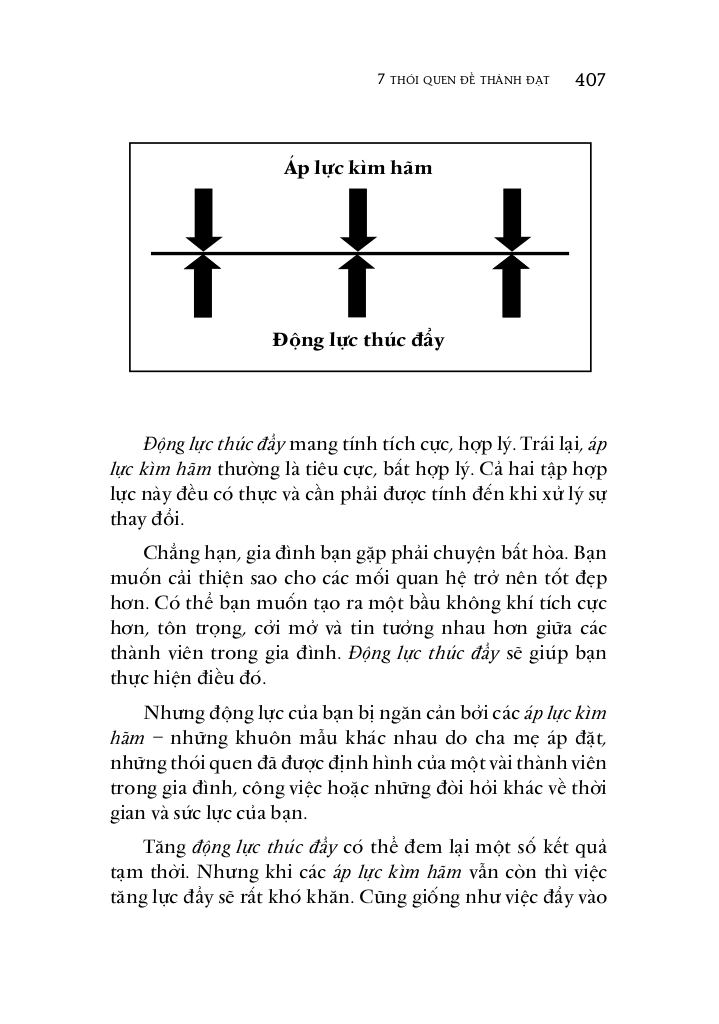 7 THÓI QUEN ĐỂ THÀNH ĐẠT 407
Áp lực kìm hãm
Động lực thúc đẩy
Động lực thúc đẩy mang tính tích cực, hợp lý. Trái lại, áp
lực kìm hãm thường là tiêu cực, bất hợp lý. Cả hai tập hợp
lực này đều có thực và cần phải được tính đến khi xử lý sự
thay đổi.
Chẳng hạn, gia đình bạn gặp phải chuyện bất hòa. Bạn
muốn cải thiện sao cho các mối quan hệ trở nên tốt đẹp
hơn. Có thể bạn muốn tạo ra một bầu không khí tích cực
hơn, tôn trọng, cởi mở và tin tưởng nhau hơn giữa các
thành viên trong gia đình. Động lực thúc đẩy sẽ giúp bạn
thực hiện điều đó.
Nhưng động lực của bạn bị ngăn cản bởi các áp lực kìm
hãm – những khuôn mẫu khác nhau do cha mẹ áp đặt,
những thói quen đã được định hình của một vài thành viên
trong gia đình, công việc hoặc những đòi hỏi khác về thời
gian và sức lực của bạn.
Tăng động lực thúc đẩy có thể đem lại một số kết quả
tạm thời. Nhưng khi các áp lực kìm hãm vẫn còn thì việc
tăng lực đẩy sẽ rất khó khăn. Cũng giống như việc đẩy vào